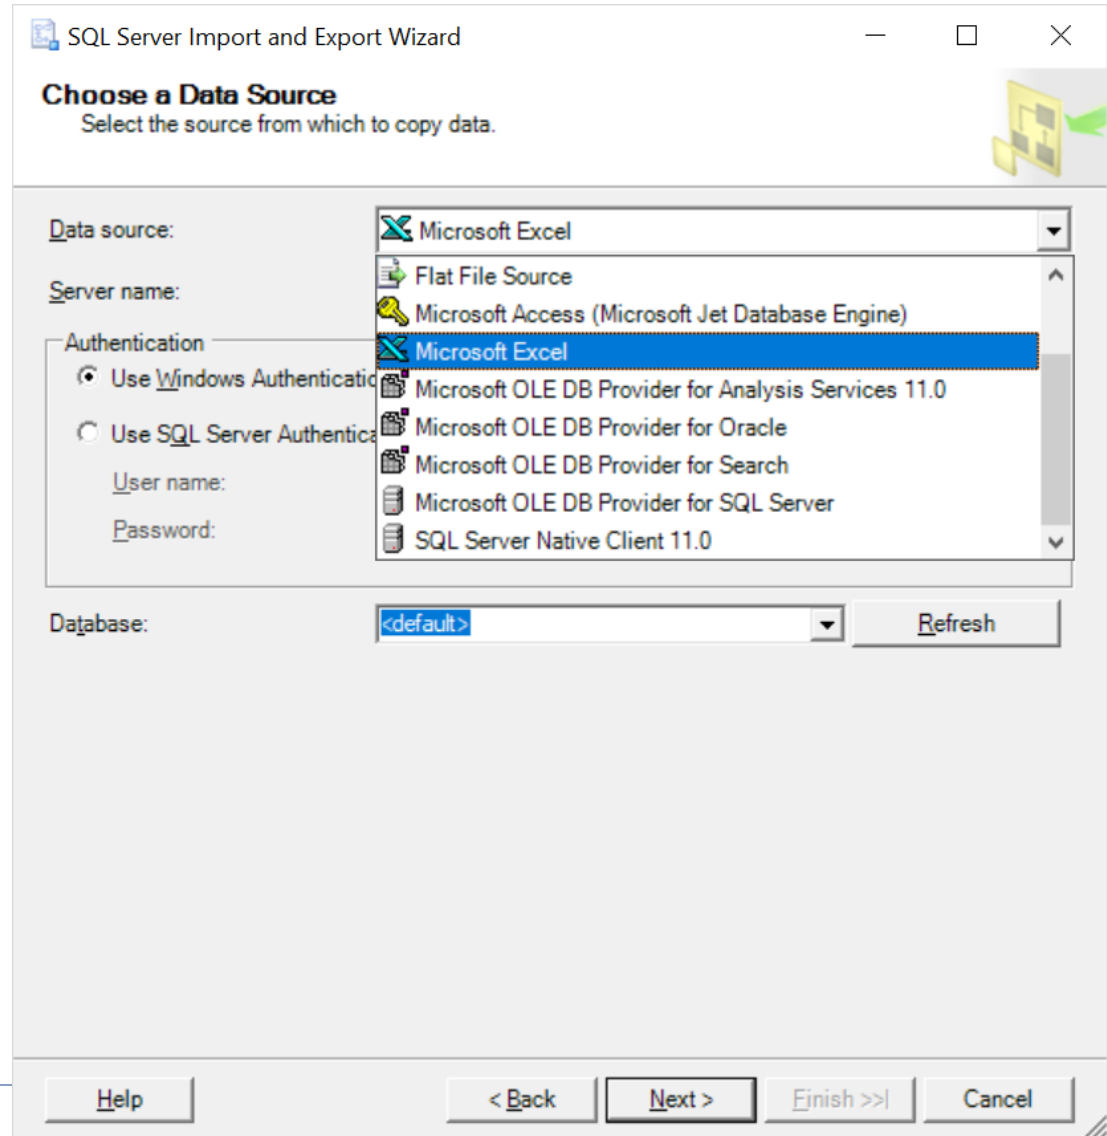 SQL Server Import and Export Wizard
Choose a Data Source
Select the source from which to copy data.
Data source:
Microsoft Excel
Flat File Source
Server name:
Microsoft Access (Microsoft Jet Database Engine)
Authentication
Microsoft Excel
Use Windows Authenticatio
Microsoft OLE DB Provider for Analysis Services 11.0
Microsoft OLE DB Provider for Oracle
Use SQL Server Authentica
Microsoft OLE DB Provider for Search
User name:
Microsoft OLE DB Provider for SQL Server
Password:
SQL Server Native Client 11.0
Database:
<default>
Refresh
Help
< Back
Next >
Finish >>|
Cancel